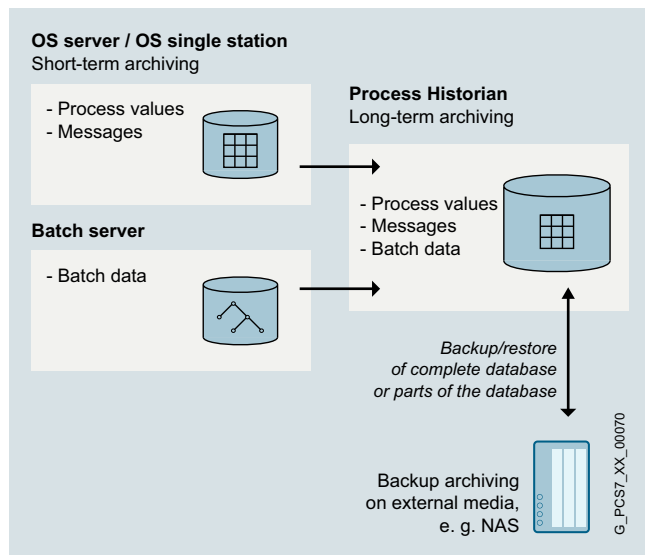 OS server / OS single station
Short-term archiving
- Process values
- Messages
Batch server
- Batch data
Process Historian
Long-term archiving
- Process values
- Messages
- Batch data
Backup/restore
of complete database
or parts of the database
Backup archiving
on external media,
e. g. NAS
G_PCS7_XX_00070